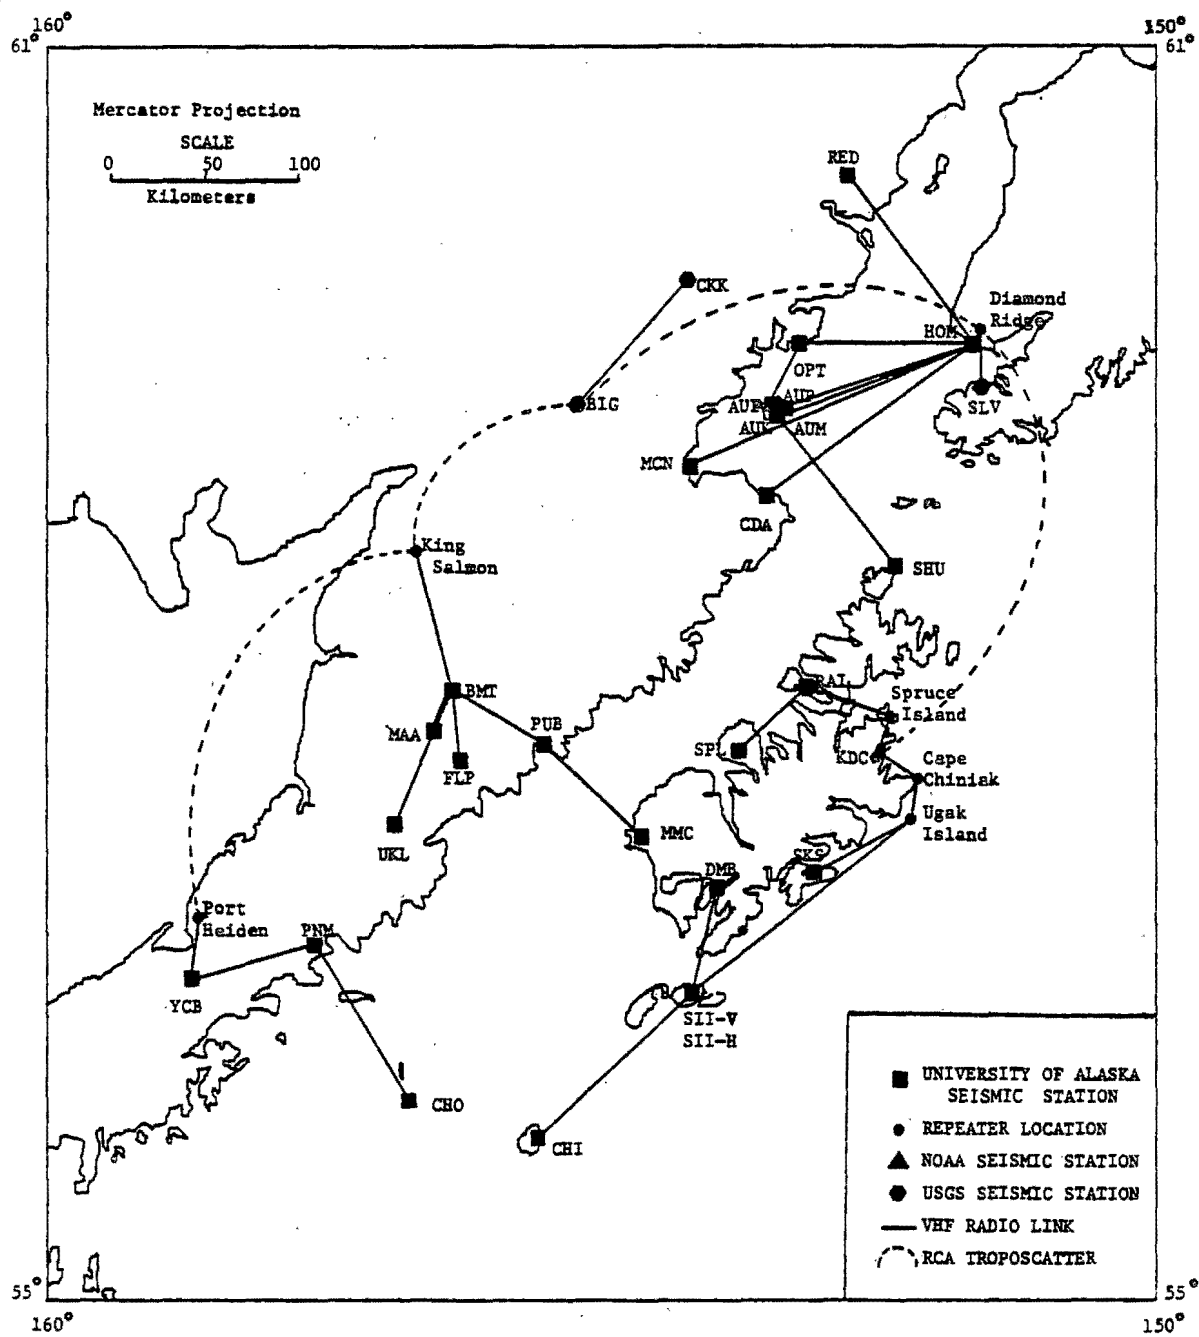 160°
150°
61°
61°
Mercator Projection
SCALE
0 50 100
Kilometers
RED
CKK
Diamond
Ridge
HOM
OPT
BIG
AUP
SLV
AUK AUM
MCN
CDA
King
Salmon
SHU
BMT
RAI
Spruce
Island
MAA
PUB
SPL
KDC
Cape
Chiniak
FLP
Ugak
Island
MMC
UKL
SKS
DMB
Port
Heiden
PNM
YCB
SII-V
SII-H
CHO
CHI
UNIVERSITY OF ALASKA
SEISMIC STATION
REPEATER LOCATION
NOAA SEISMIC STATION
USGS SEISMIC STATION
VHF RADIO LINK
RCA TROPOSCATTER
55°
55°
160°
150°